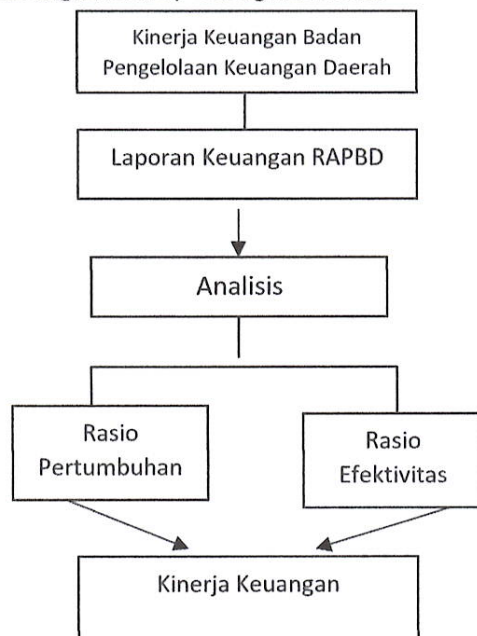 Kinerja Keuangan Badan
Pengelolaan Keuangan Daerah
Laporan Keuangan RAPBD
Analisis
Rasio
Pertumbuhan
Rasio
Efektivitas
Kinerja Keuangan